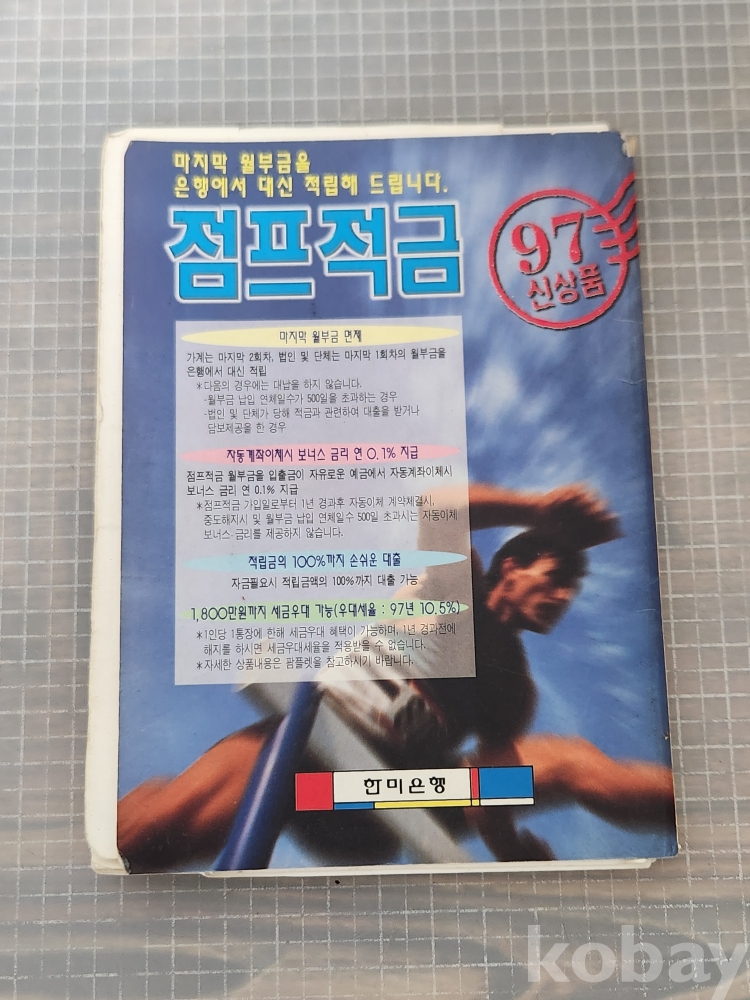 마지막 월부금을
은행에서 대신 적립해 드립니다.
점프적금
97
신상품
마지막 월부금 면제
가계는 마지막 2회차, 법인 및 단체는 마지막 1회차의 월부금을
은행에서 대신 적립
*다음의 경우에는 대납을 하지 않습니다.
-월부금 납입 연체일수가 500일을 초과하는 경우
-법인 및 단체가 당해 적금과 관련하여 대출을 받거나
담보제공을 한 경우
자동계좌이체시 보너스 금리 연 0.1% 지급
점프적금 월부금을 입출금이 자유로운 예금에서 자동계좌이체시
보너스 금리 연 0.1% 지급
*점프적금 가입일로부터 1년 경과후 자동이체 계약체결시,
중도해지시 및 월부금 납입 연체일수 500일 초과시는 자동이체
보너스 금리를 제공하지 않습니다.
적립금의 100%까지 손쉬운 대출
자금필요시 적립금액의 100%까지 대출 가능
1,800만원까지 세금우대 가능(우대세율 : 97년 10.5%)
*1인당 1통장에 한해 세금우대 혜택이 가능하며, 1년 경과전에
해지를 하시면 세금우대세율을 적용받을 수 없습니다.
*자세한 상품내용은 팜플렛을 참고하시기 바랍니다.
한미은행
kobay